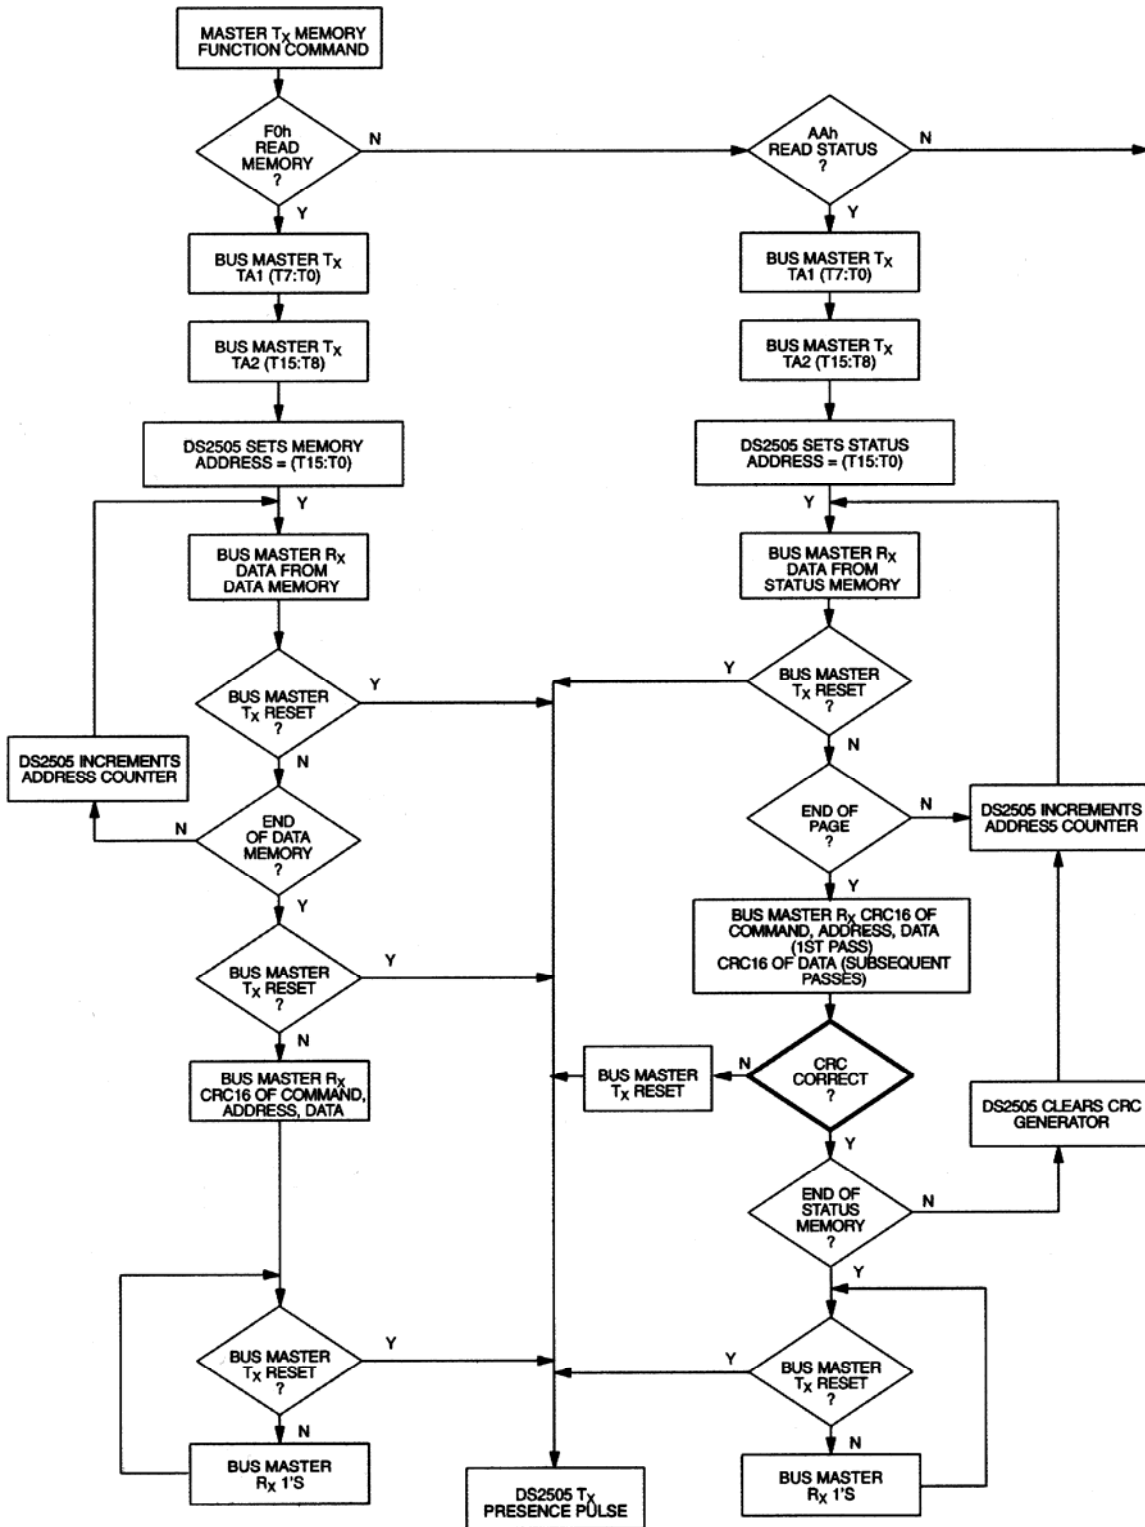 MASTER TX MEMORY
FUNCTION COMMAND
F0h
READ
MEMORY
?
N
Y
AAh
READ STATUS
?
N
Y
BUS MASTER TX
TA1 (T7:T0)
BUS MASTER TX
TA1 (T7:T0)
BUS MASTER TX
TA2 (T15:T8)
BUS MASTER TX
TA2 (T15:T8)
DS2505 SETS MEMORY
ADDRESS = (T15:T0)
DS2505 SETS STATUS
ADDRESS = (T15:T0)
Y
Y
BUS MASTER RX
DATA FROM
DATA MEMORY
BUS MASTER RX
DATA FROM
STATUS MEMORY
BUS MASTER
TX RESET
?
Y
N
BUS MASTER
TX RESET
?
Y
N
DS2505 INCREMENTS
ADDRESS COUNTER
END
OF DATA
MEMORY
?
N
Y
END OF
PAGE
?
N
Y
DS2505 INCREMENTS
ADDRES5 COUNTER
BUS MASTER
TX RESET
?
Y
N
BUS MASTER RX CRC16 OF
COMMAND, ADDRESS, DATA
(1ST PASS)
CRC16 OF DATA (SUBSEQUENT
PASSES)
BUS MASTER RX
CRC16 OF COMMAND,
ADDRESS, DATA
BUS MASTER
TX RESET
N
CRC
CORRECT
?
Y
DS2505 CLEARS CRC
GENERATOR
END OF
STATUS
MEMORY
?
N
Y
BUS MASTER
TX RESET
?
Y
N
BUS MASTER
TX RESET
?
Y
N
BUS MASTER
RX 1'S
DS2505 TX
PRESENCE PULSE
BUS MASTER
RX 1'S